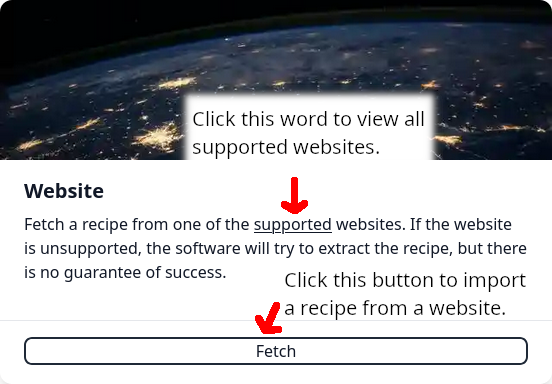 Click this word to view all
supported websites.
Website
Fetch a recipe from one of the supported websites. If the website
is unsupported, the software will try to extract the recipe, but there
is no guarantee of success.
Click this button to import
a recipe from a website.
Fetch